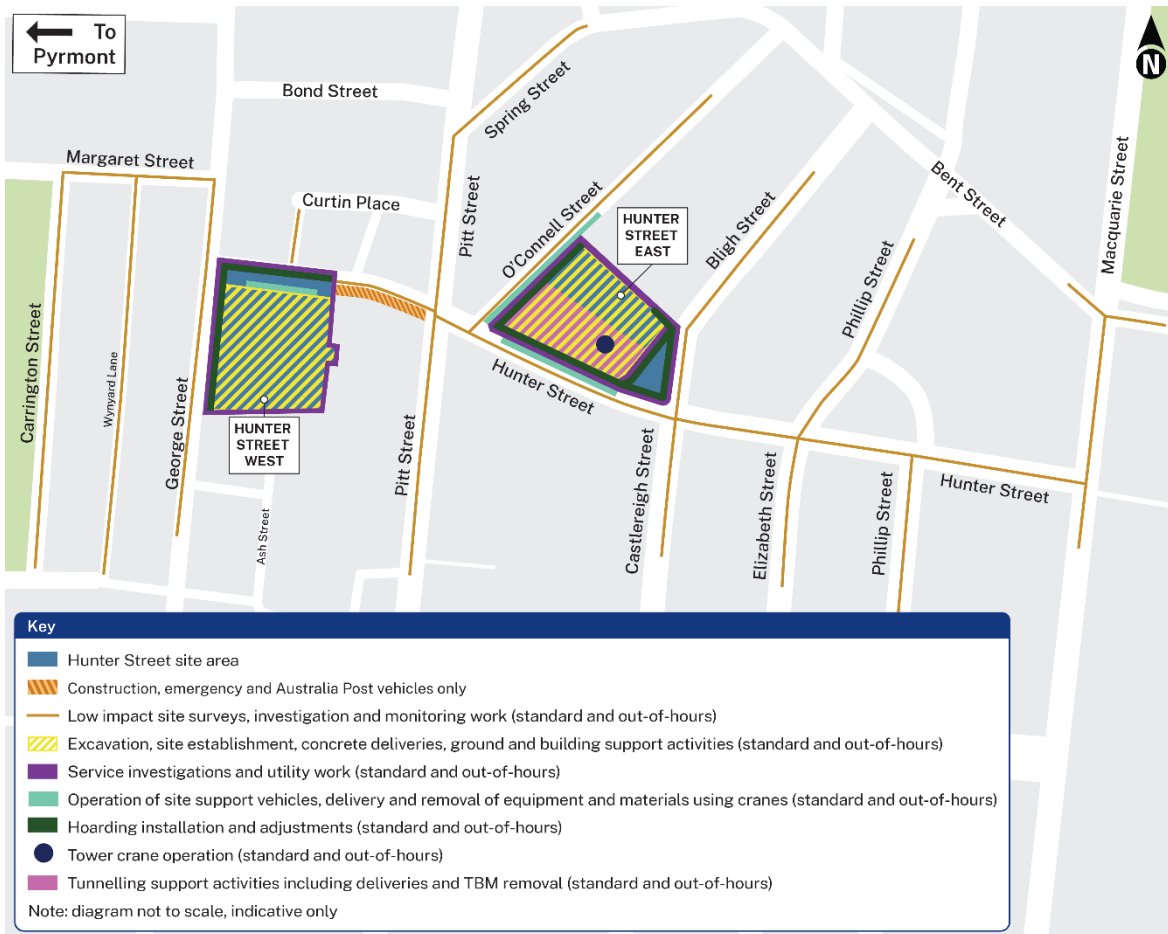 To
Pyrmont
N
Bond Street
Spring Street
Margaret Street
Curtin Place
Pitt Street
O'Connell Street
HUNTER
STREET
EAST
Bligh Street
Bent Street
Macquarie Street
Phillip Street
Carrington Street
Wynyard Lane
George Street
HUNTER
STREET
WEST
Ash Street
Pitt Street
Hunter Street
Castlereigh Street
Elizabeth Street
Phillip Street
Hunter Street
Key
Hunter Street site area
Construction, emergency and Australia Post vehicles only
Low impact site surveys, investigation and monitoring work (standard and out-of-hours)
Excavation, site establishment, concrete deliveries, ground and building support activities (standard and out-of-hours)
Service investigations and utility work (standard and out-of-hours)
Operation of site support vehicles, delivery and removal of equipment and materials using cranes (standard and out-of-hours)
Hoarding installation and adjustments (standard and out-of-hours)
Tower crane operation (standard and out-of-hours)
Tunnelling support activities including deliveries and TBM removal (standard and out-of-hours)
Note: diagram not to scale, indicative only